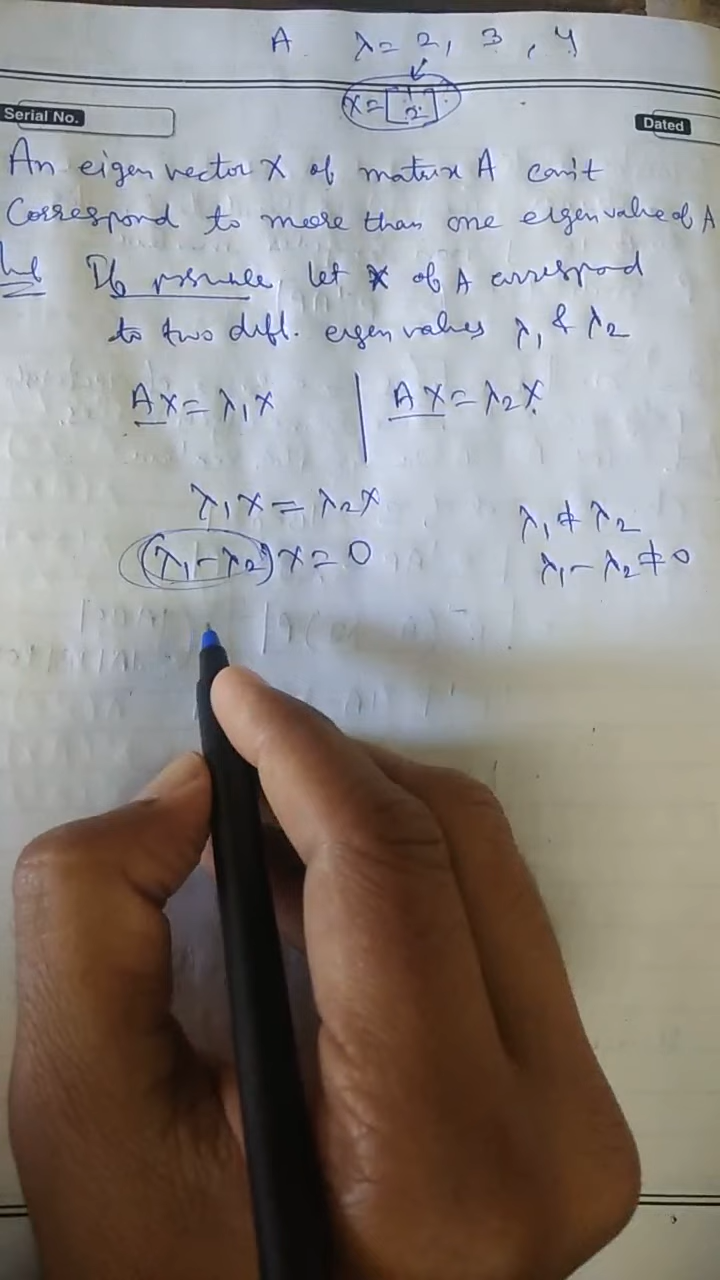 A λ = 2, 3, 4
Serial No.
X = [1 2]
Dated
An eigen vector X of matrix A can't
Correspond to more than one eigenvalue of A
If possible, let X of A correspond
to two diff. eigen values λ₁ & λ₂
AX = λ₁X | AX = λ₂X
λ₁X = λ₂X
λ₁ ≠ λ₂
(λ₁ - λ₂) X = 0
λ₁ - λ₂ ≠ 0